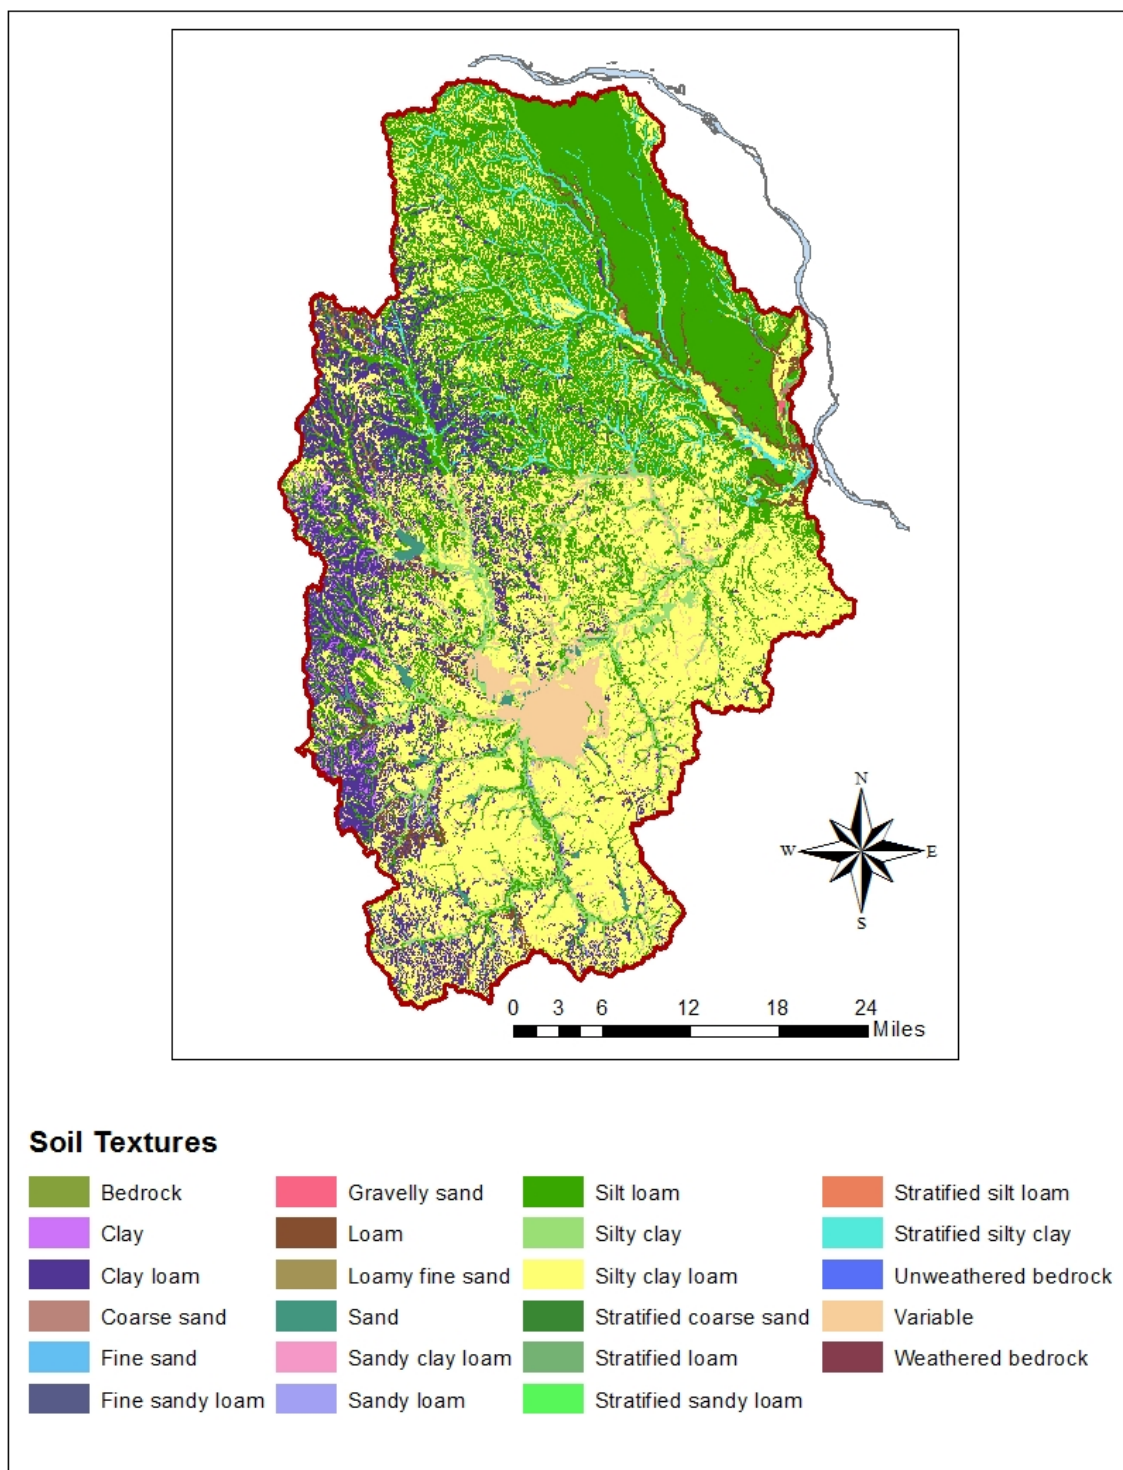 N
W E
S
0 3 6 12 18 24
Miles
Soil Textures
Bedrock
Clay
Clay loam
Coarse sand
Fine sand
Fine sandy loam
Gravelly sand
Loam
Loamy fine sand
Sand
Sandy clay loam
Sandy loam
Silt loam
Silty clay
Silty clay loam
Stratified coarse sand
Stratified loam
Stratified sandy loam
Stratified silt loam
Stratified silty clay
Unweathered bedrock
Variable
Weathered bedrock